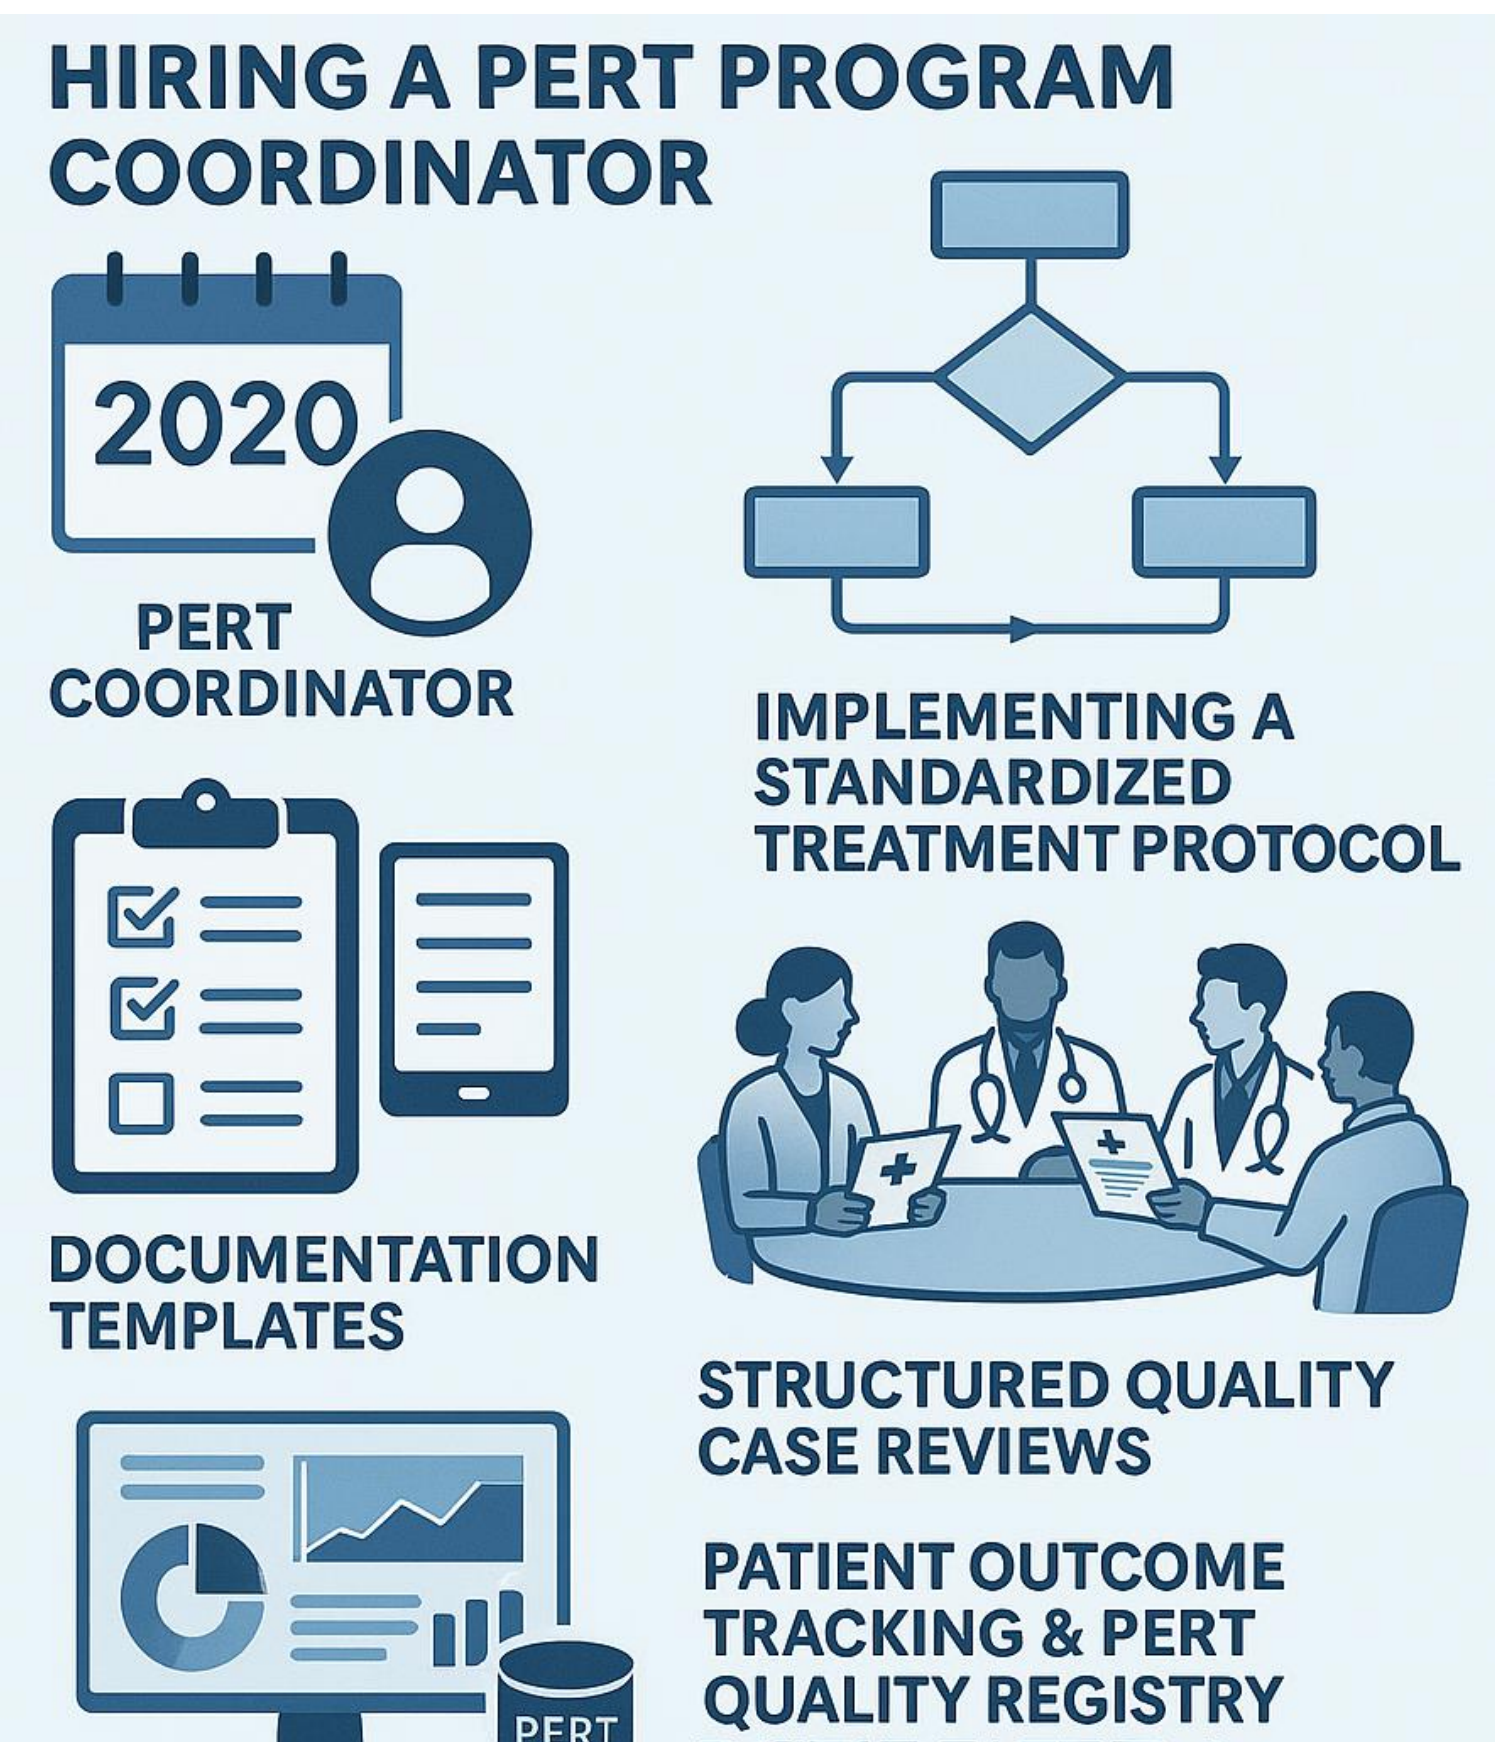 HIRING A PERT PROGRAM
COORDINATOR
2020
PERT
COORDINATOR
IMPLEMENTING A
STANDARDIZED
TREATMENT PROTOCOL
DOCUMENTATION
TEMPLATES
STRUCTURED QUALITY
CASE REVIEWS
PATIENT OUTCOME
TRACKING & PERT
QUALITY REGISTRY
PERT